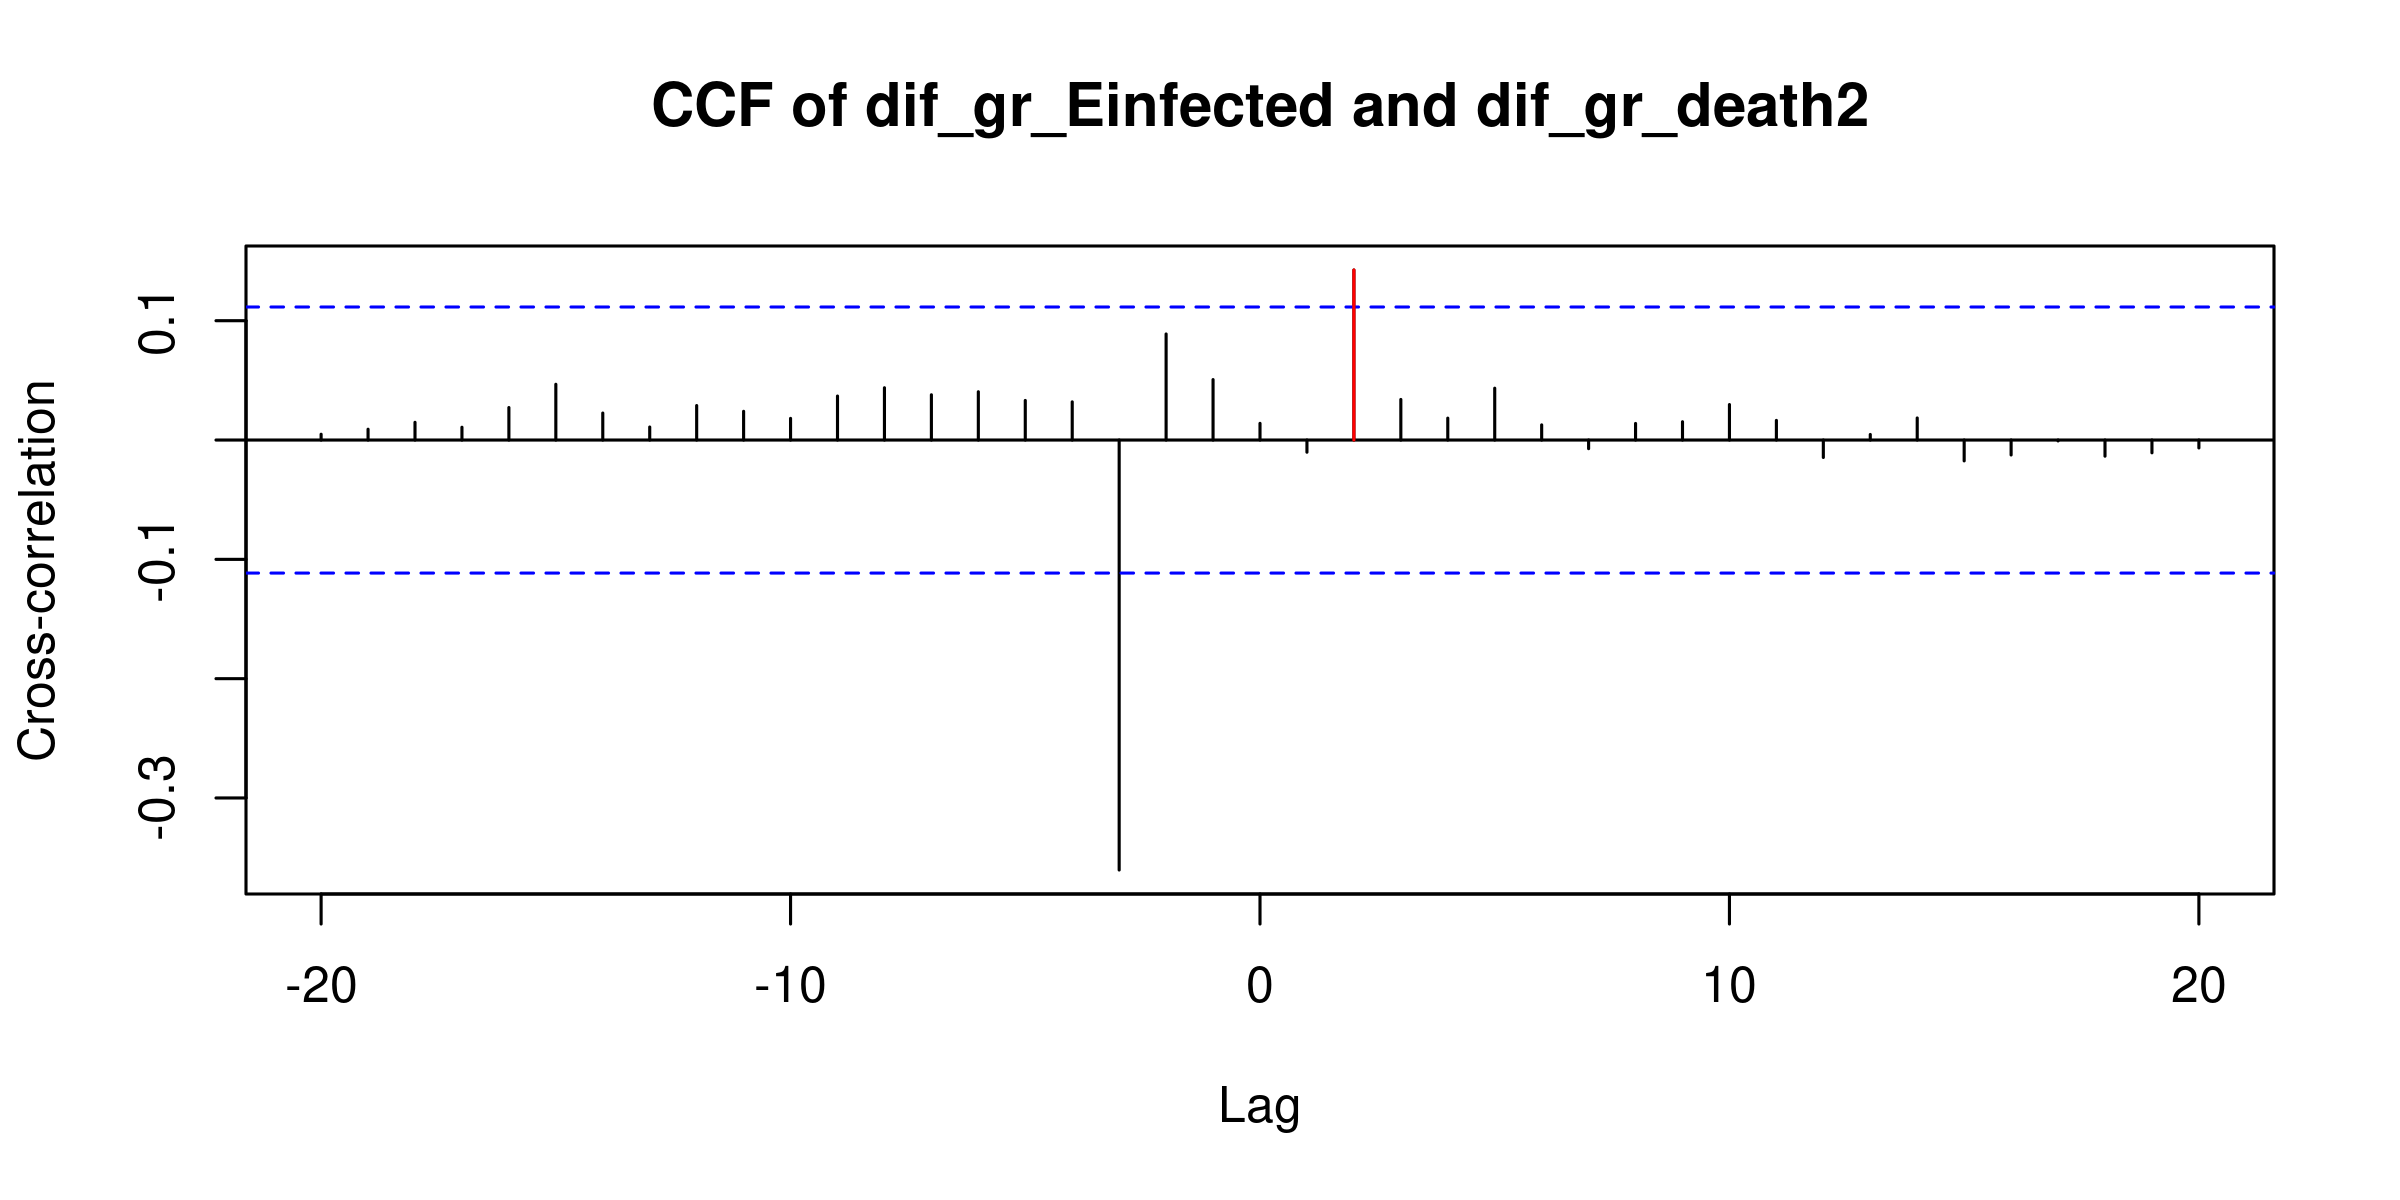 CCF of dif_gr_Einfected and dif_gr_death2
Cross-correlation
0.1
-0.1
-0.3
-20 -10 0 10 20
Lag